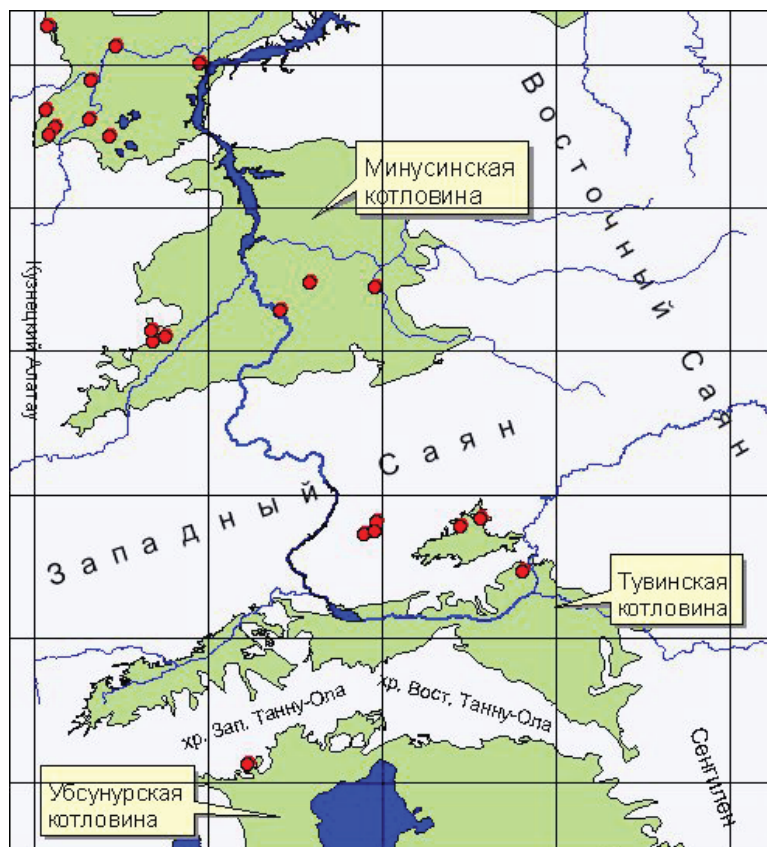 Восточный Саян
Минусинская
котловина
Кузнецкий Алатау
Западный Саян
Тувинская
котловина
хр. Зап. Танну-Ола
хр. Вост. Танну-Ола
Сенгилен
Убсунурская
котловина